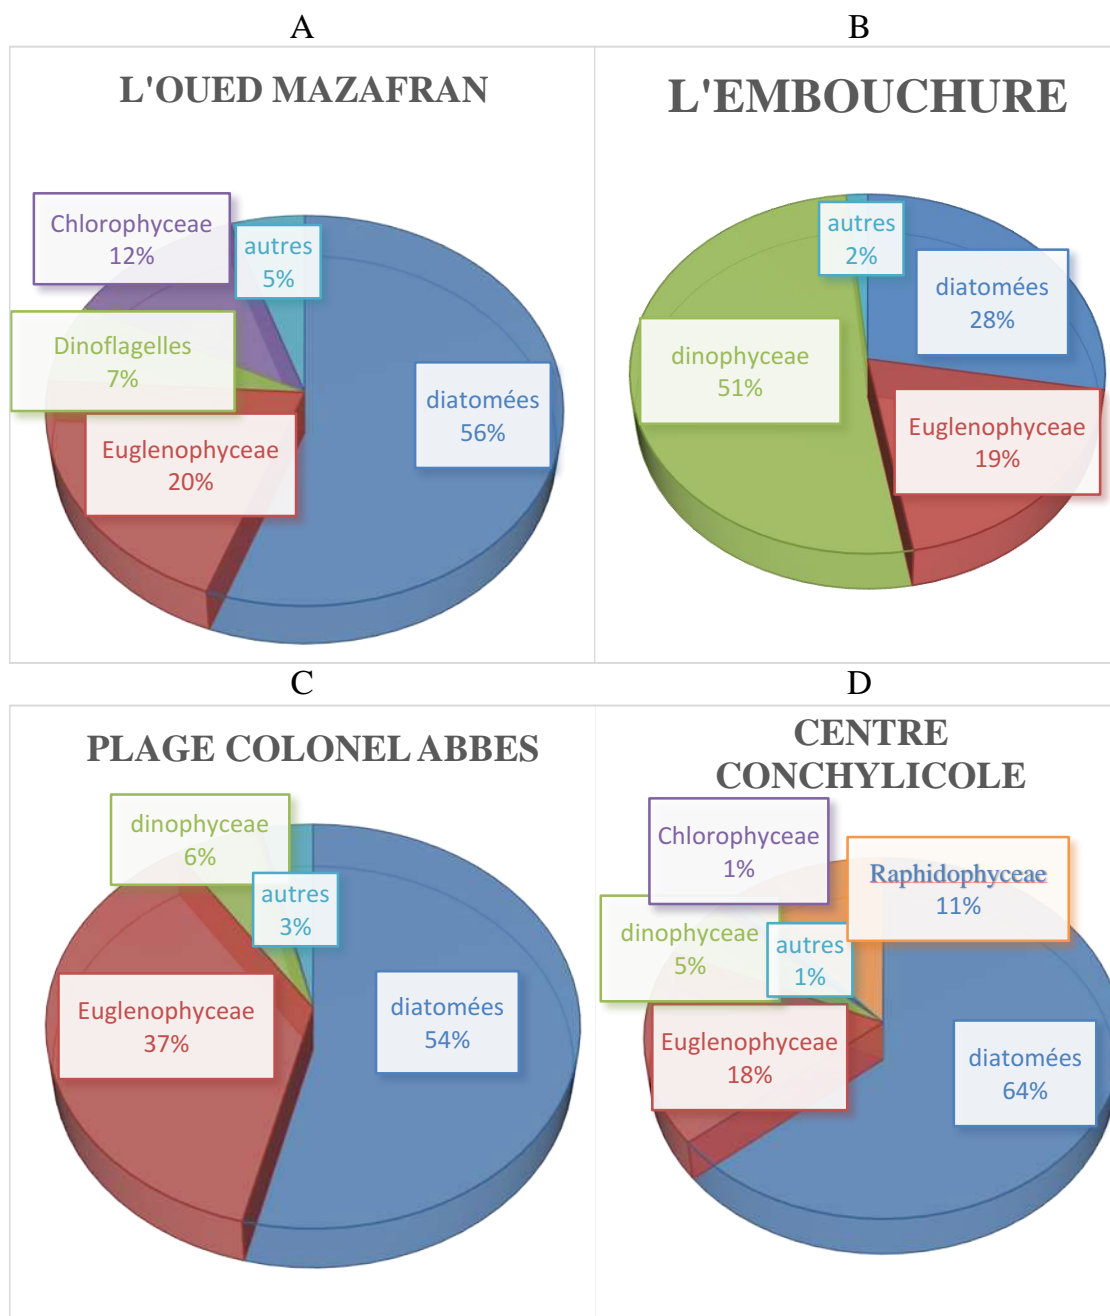 A
L'OUED MAZAFRAN
Chlorophyceae
12%
autres
5%
Dinoflagelles
7%
diatomées
56%
Euglenophyceae
20%
B
L'EMBOUCHURE
autres
2%
diatomées
28%
dinophyceae
51%
Euglenophyceae
19%
C
PLAGE COLONEL ABBES
dinophyceae
6%
autres
3%
Euglenophyceae
37%
diatomées
54%
D
CENTRE
CONCHYLICOLE
Chlorophyceae
1%
Raphidophyceae
11%
dinophyceae
5%
autres
1%
Euglenophyceae
18%
diatomées
64%